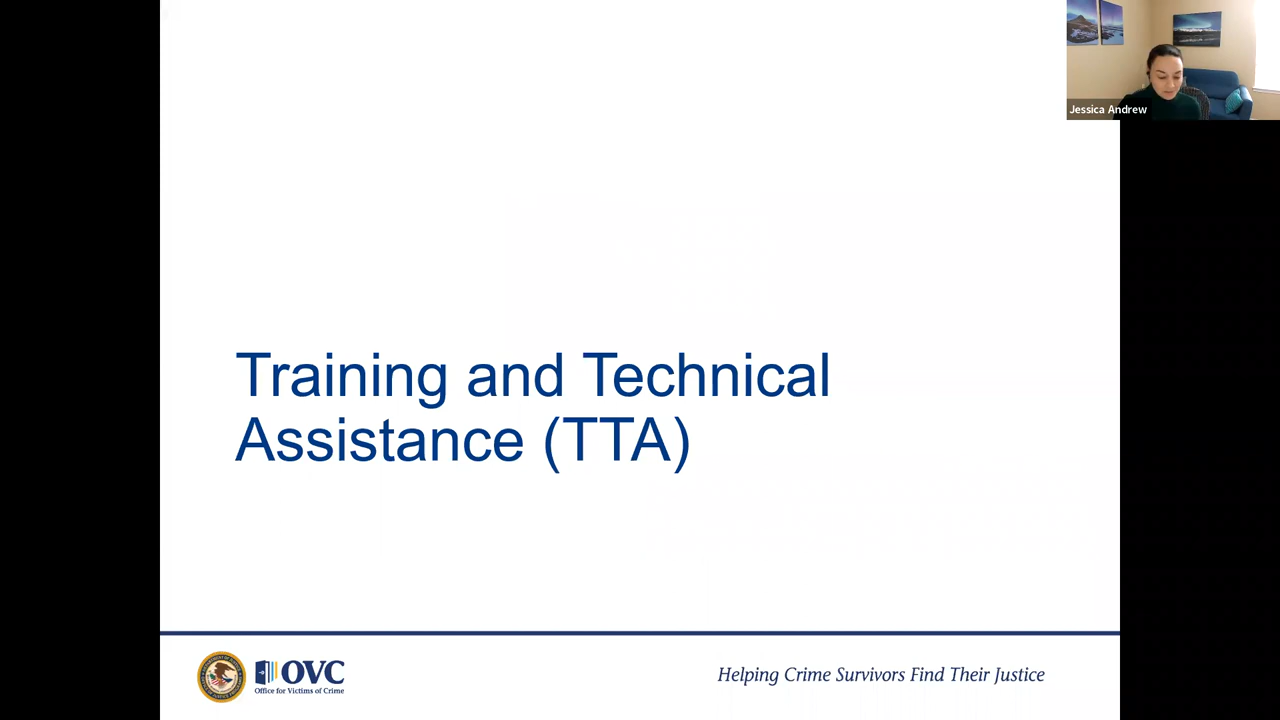 Jessica Andrew
Training and Technical
Assistance (TTA)
OVC
Office for Victims of Crime
Helping Crime Survivors Find Their Justice